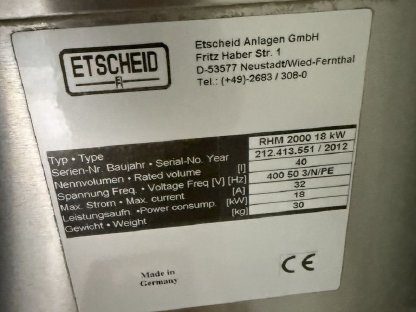 ETSCHEID
Etscheid Anlagen GmbH
Fritz Haber Str. 1
D-53577 Neustadt/Wied-Fernthal
Tel.: (+49)-2683 / 308-0
Typ • Type RHM 2000 18 kW
Serien-Nr. Baujahr • Serial-No. Year 212.413.551 / 2012
Nennvolumen • Rated volume [l] 40
Spannung Freq. • Voltage Freq [V] [Hz] 400 50 3/N/PE
Max. Strom • Max. current [A] 32
Leistungsaufn. •Power consump. [kW] 18
Gewicht • Weight [kg] 30
Made in
Germany
CE